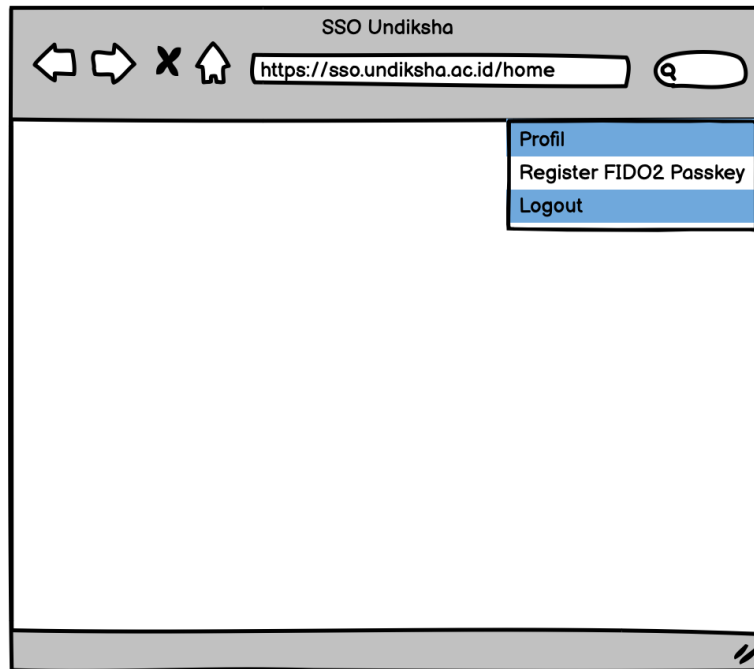 SSO Undiksha
https://sso.undiksha.ac.id/home
Profil
Register FIDO2 Passkey
Logout